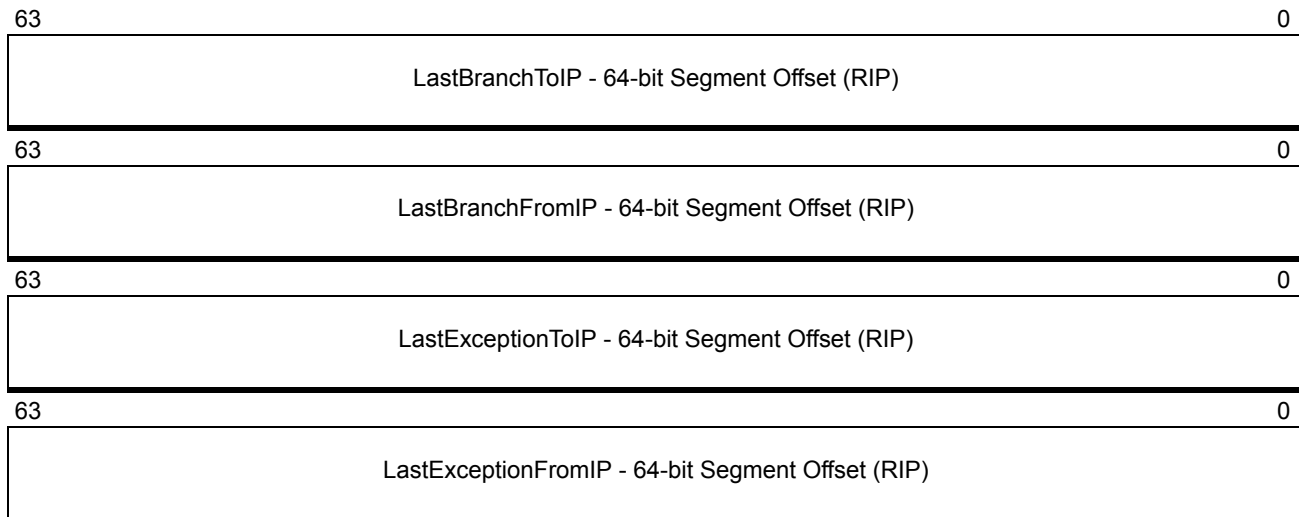 63 0
LastBranchToIP - 64-bit Segment Offset (RIP)
63 0
LastBranchFromIP - 64-bit Segment Offset (RIP)
63 0
LastExceptionToIP - 64-bit Segment Offset (RIP)
63 0
LastExceptionFromIP - 64-bit Segment Offset (RIP)